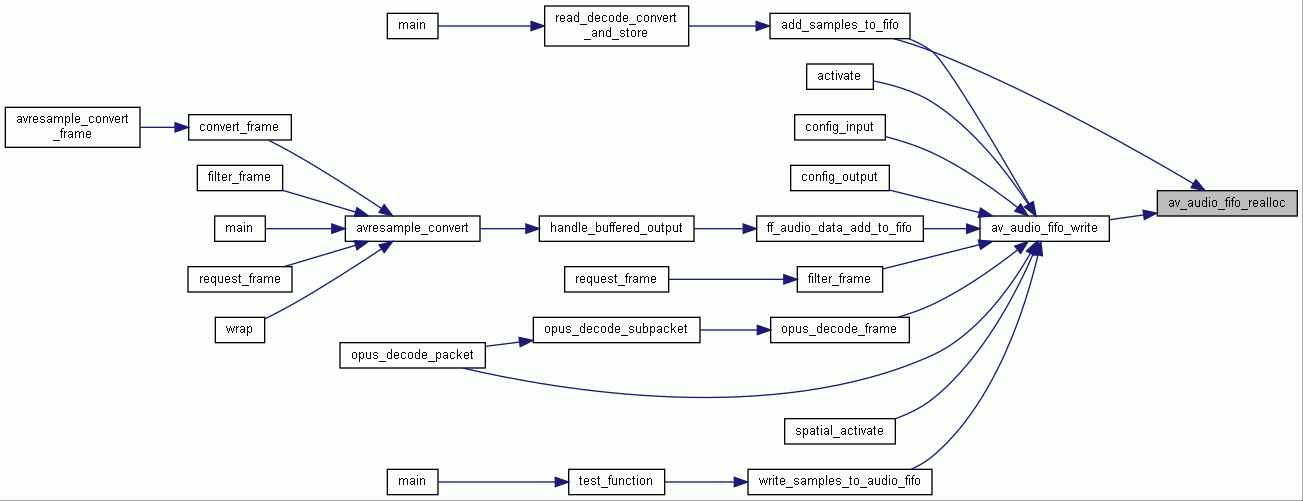 main
read_decode_convert
_and_store
add_samples_to_fifo
activate
avresample_convert
_frame
convert_frame
config_input
filter_frame
config_output
av_audio_fifo_realloc
main
avresample_convert
handle_buffered_output
ff_audio_data_add_to_fifo
av_audio_fifo_write
request_frame
request_frame
filter_frame
wrap
opus_decode_subpacket
opus_decode_frame
opus_decode_packet
spatial_activate
main
test_function
write_samples_to_audio_fifo